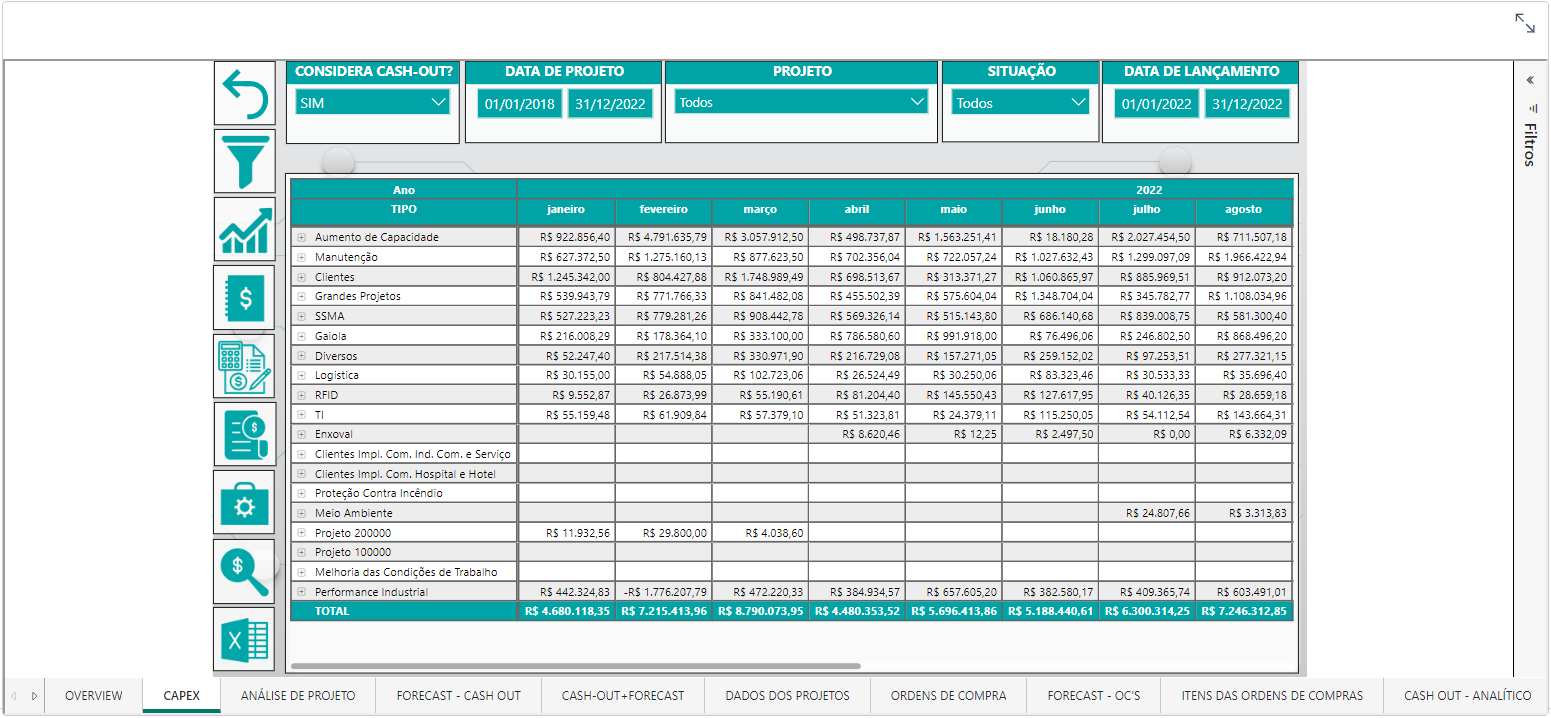 CONSIDERA CASH-OUT? DATA DE PROJETO PROJETO SITUAÇÃO DATA DE LANÇAMENTO
SIM 01/01/2018 31/12/2022 Todos Todos 01/01/2022 31/12/2022
Filtros
Ano 2022
TIPO janeiro fevereiro março abril maio junho julho agosto
Aumento de Capacidade R$ 922.856,40 R$ 4.791.635,79 R$ 3.057.912,50 R$ 498.737,87 R$ 1.563.251,41 R$ 18.180,28 R$ 2.027.454,50 R$ 711.507,18
Manutenção R$ 627.372,50 R$ 1.275.160,13 R$ 877.623,50 R$ 702.356,04 R$ 722.057,24 R$ 1.027.632,43 R$ 1.299.097,09 R$ 1.966.422,94
Clientes R$ 1.245.342,00 R$ 804.427,88 R$ 1.748.989,49 R$ 698.513,67 R$ 313.371,27 R$ 1.060.865,97 R$ 885.969,51 R$ 912.073,20
Grandes Projetos R$ 539.943,79 R$ 771.766,33 R$ 841.482,08 R$ 455.502,39 R$ 575.604,04 R$ 1.348.704,04 R$ 345.782,77 R$ 1.108.034,96
SSMA R$ 527.223,23 R$ 779.281,26 R$ 908.442,78 R$ 569.326,14 R$ 515.143,80 R$ 686.140,68 R$ 839.008,75 R$ 581.300,40
Gaiola R$ 216.008,29 R$ 178.364,10 R$ 333.100,00 R$ 786.580,60 R$ 991.918,00 R$ 76.496,06 R$ 246.802,50 R$ 868.496,20
Diversos R$ 52.247,40 R$ 217.514,38 R$ 330.971,90 R$ 216.729,08 R$ 157.271,05 R$ 259.152,02 R$ 97.253,51 R$ 277.321,15
Logistica R$ 30.155,00 R$ 54.888,05 R$ 102.723,06 R$ 26.524,49 R$ 30.250,06 R$ 83.323,46 R$ 30.533,33 R$ 35.696,40
RFID R$ 9.552,87 R$ 26.873,99 R$ 55.190,61 R$ 81.204,40 R$ 145.550,43 R$ 127.617,95 R$ 40.126,35 R$ 28.659,18
TI R$ 55.159,48 R$ 61.909,84 R$ 57.379,10 R$ 51.323,81 R$ 24.379,11 R$ 115.250,05 R$ 54.112,54 R$ 143.664,31
Enxoval R$ 8.620,46 R$ 12,25 R$ 2.497,50 R$ 0,00 R$ 6.332,09
Clientes Impl. Com. Ind. Com. e Serviço
Clientes Impl. Com. Hospital e Hotel
Proteção Contra Incêndio
Meio Ambiente R$ 24.807,66 R$ 3.313,83
Projeto 200000 R$ 11.932,56 R$ 29.800,00 R$ 4.038,60
Projeto 100000
Melhoria das Condições de Trabalho
Performance Industrial R$ 442.324,83 -R$ 1.776.207,79 R$ 472.220,33 R$ 384.934,57 R$ 657.605,20 R$ 382.580,17 R$ 409.365,74 R$ 603.491,01
TOTAL R$ 4.680.118,35 R$ 7.215.413,96 R$ 8.790.073,95 R$ 4.480.353,52 R$ 5.696.413,86 R$ 5.188.440,61 R$ 6.300.314,25 R$ 7.246.312,85
OVERVIEW CAPEX ANÁLISE DE PROJETO FORECAST - CASH OUT CASH-OUT+FORECAST DADOS DOS PROJETOS ORDENS DE COMPRA FORECAST - OC'S ITENS DAS ORDENS DE COMPRAS CASH OUT - ANALÍTICO